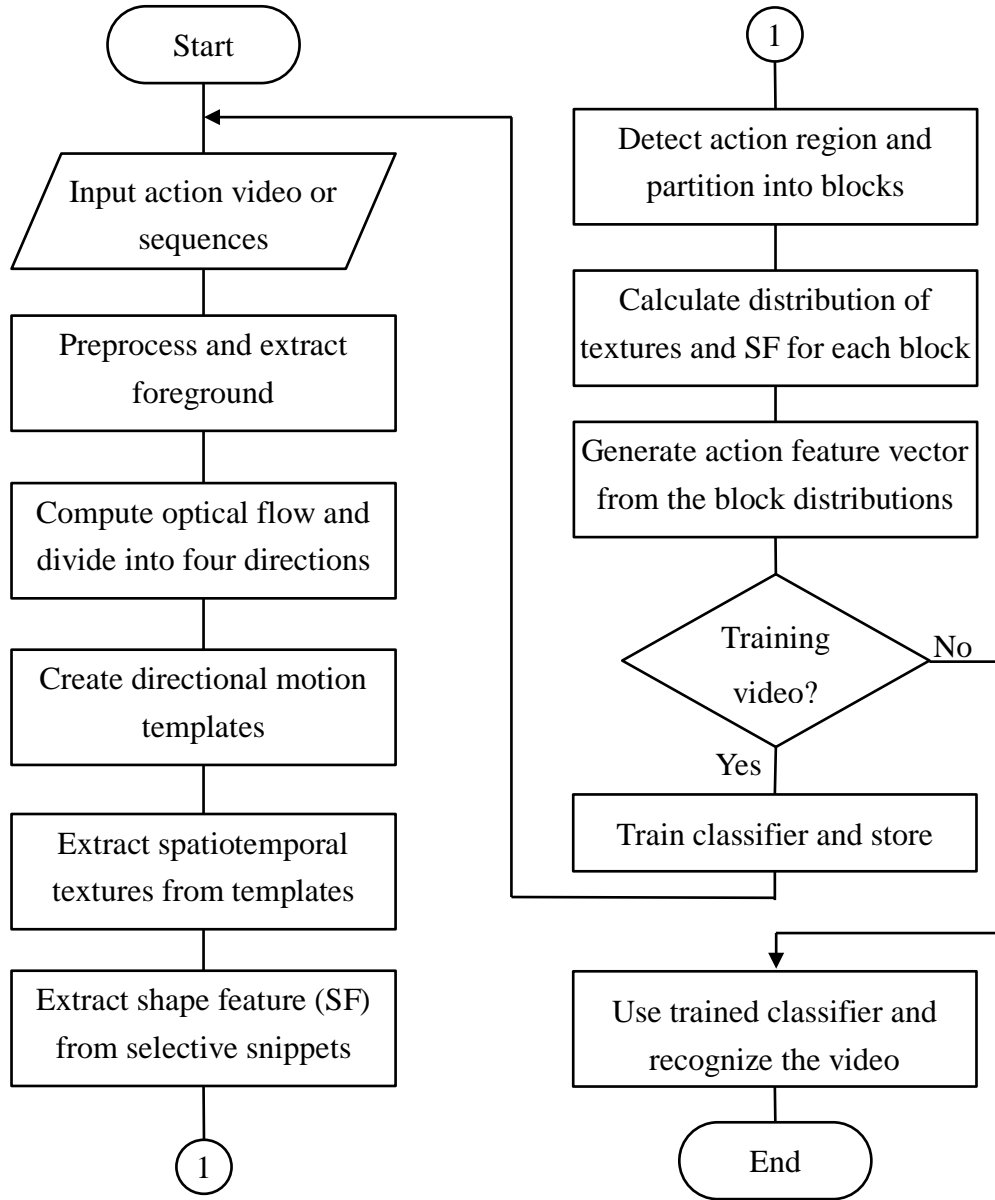 Start
Input action video or
sequences
Preprocess and extract
foreground
Compute optical flow and
divide into four directions
Create directional motion
templates
Extract spatiotemporal
textures from templates
Extract shape feature (SF)
from selective snippets
1
1
Detect action region and
partition into blocks
Calculate distribution of
textures and SF for each block
Generate action feature vector
from the block distributions
Training
video?
No
Yes
Train classifier and store
Use trained classifier and
recognize the video
End